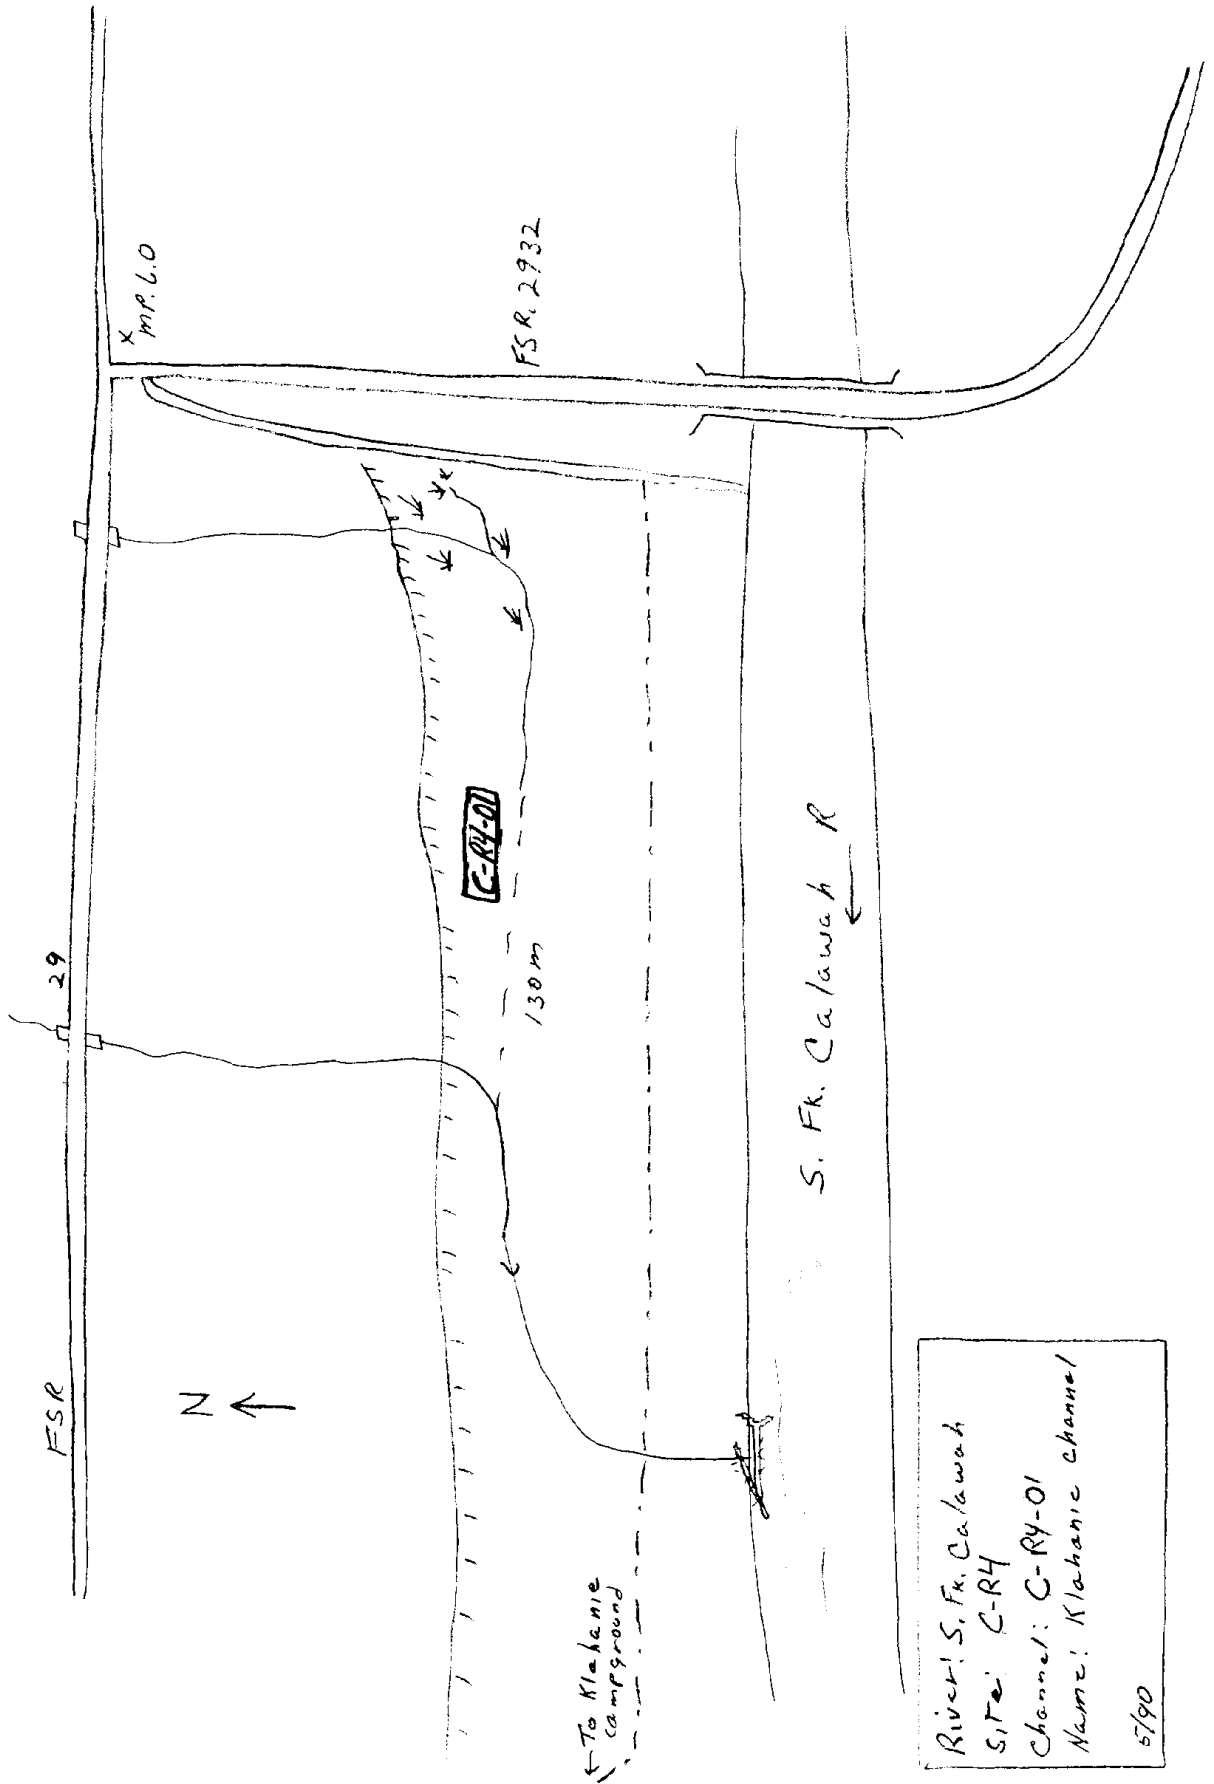 FSR 29
x
MP. 6.0
FSR. 2932
N
C-R4-01
130m
S. Fk. Calawah R
← To Klahanie
campground
River: S. Fk. Calawah
Site: C-R4
Channel: C-R4-01
Name: Klahanie channel
5/90